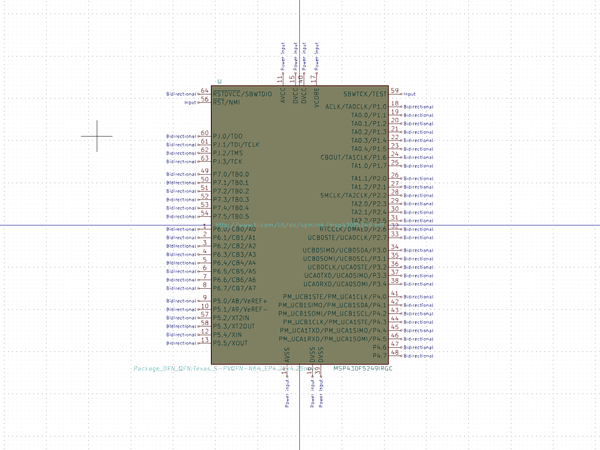 Power input
Power input
Power input
Power input
11
15
17
U
AVCC
DVCC
DVCC
VCORE
Bidirectional 64 RSTDVCC/SBWTDIO
Input 56 RST/NMI
Bidirectional 60 PJ.0/TDO
Bidirectional 61 PJ.1/TDI/TCLK
Bidirectional 62 PJ.2/TMS
Bidirectional 63 PJ.3/TCK
Bidirectional 49 P7.0/TB0.0
Bidirectional 50 P7.1/TB0.1
Bidirectional 51 P7.2/TB0.2
Bidirectional 52 P7.3/TB0.3
Bidirectional 53 P7.4/TB0.4
Bidirectional 54 P7.5/TB0.5
Bidirectional 1 P6.0/CB0/A0
Bidirectional 2 P6.1/CB1/A1
Bidirectional 3 P6.2/CB2/A2
Bidirectional 4 P6.3/CB3/A3
Bidirectional 5 P6.4/CB4/A4
Bidirectional 6 P6.5/CB5/A5
Bidirectional 7 P6.6/CB6/A6
Bidirectional 8 P6.7/CB7/A7
Bidirectional 9 P5.0/A8/VeREF+
Bidirectional 10 P5.1/A9/VeREF-
Bidirectional 57 P5.2/XT2IN
Bidirectional 58 P5.3/XT2OUT
Bidirectional 12 P5.4/XIN
Bidirectional 13 P5.5/XOUT
SBWTCK/TEST 59 Input
ACLK/TA0CLK/P1.0 18 Bidirectional
TA0.0/P1.1 19 Bidirectional
TA0.1/P1.2 20 Bidirectional
TA0.2/P1.3 21 Bidirectional
TA0.3/P1.4 22 Bidirectional
TA0.4/P1.5 23 Bidirectional
CBOUT/TA1CLK/P1.6 24 Bidirectional
TA1.0/P1.7 25 Bidirectional
TA1.1/P2.0 26 Bidirectional
TA1.2/P2.1 27 Bidirectional
SMCLK/TA2CLK/P2.2 28 Bidirectional
TA2.0/P2.3 29 Bidirectional
TA2.1/P2.4 30 Bidirectional
TA2.2/P2.5 31 Bidirectional
RTCCLK/DMAE0/P2.6 32 Bidirectional
UCB0STE/UCA0CLK/P2.7 33 Bidirectional
UCB0SIMO/UCB0SDA/P3.0 34 Bidirectional
UCB0SOMI/UCB0SCL/P3.1 35 Bidirectional
UCB0CLK/UCA0STE/P3.2 36 Bidirectional
UCA0TXD/UCA0SIMO/P3.3 37 Bidirectional
UCA0RXD/UCA0SOMI/P3.4 38 Bidirectional
PM_UCB1STE/PM_UCA1CLK/P4.0 41 Bidirectional
PM_UCB1SIMO/PM_UCB1SDA/P4.1 42 Bidirectional
PM_UCB1SOMI/PM_UCB1SCL/P4.2 43 Bidirectional
PM_UCB1CLK/PM_UCA1STE/P4.3 44 Bidirectional
PM_UCA1TXD/PM_UCA1SIMO/P4.4 45 Bidirectional
PM_UCA1RXD/PM_UCA1SOMI/P4.5 46 Bidirectional
P4.6 47 Bidirectional
P4.7 48 Bidirectional
AVSS
DVSS
DVSS
MSP430F5249IRGC
Power input
Power input
Power input